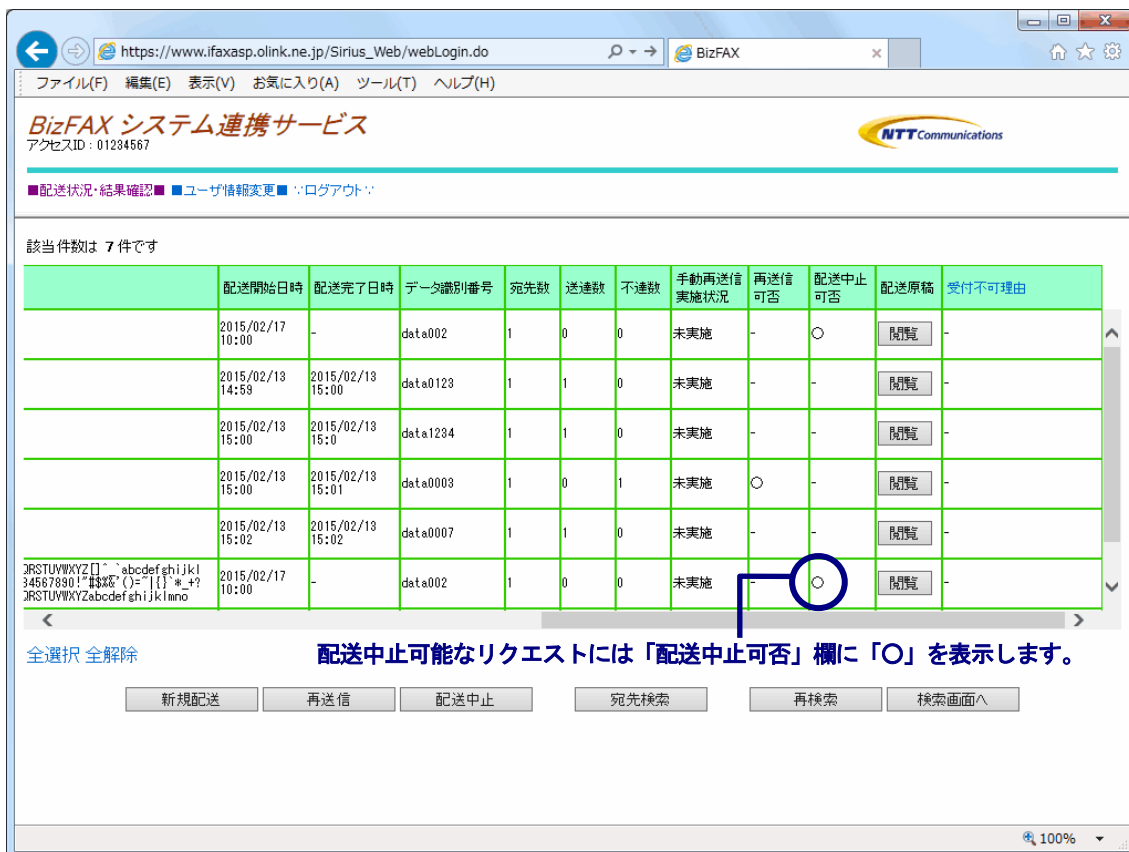 https://www.ifaxasp.olink.ne.jp/Sirius_Web/webLogin.do
BizFAX
ファイル(F) 編集(E) 表示(V) お気に入り(A) ツール(T) ヘルプ(H)
BizFAX システム連携サービス
アクセスID : 01234567
NTT Communications
■配送状況・結果確認■ ■ユーザ情報変更■ ∵ログアウト∵
該当件数は 7 件です
配送開始日時 配送完了日時 データ識別番号 宛先数 送達数 不達数 手動再送信実施状況 再送信可否 配送中止可否 配送原稿 受付不可理由
2015/02/17 10:00 - data002 1 0 0 未実施 - ○ 閲覧 -
2015/02/13 14:59 2015/02/13 15:00 data0123 1 1 0 未実施 - - 閲覧 -
2015/02/13 15:00 2015/02/13 15:0 data1234 1 1 0 未実施 - - 閲覧 -
2015/02/13 15:00 2015/02/13 15:01 data0003 1 0 1 未実施 ○ - 閲覧 -
2015/02/13 15:02 2015/02/13 15:02 data0007 1 1 0 未実施 - - 閲覧 -
QRSTUVWXYZ[]^_`abcdefghijkl
34567890!"#$%&'()=~|{}`*_+?
QRSTUVWXYZabcdefghijklmno
2015/02/17 10:00 - data002 1 0 0 未実施 - ○ 閲覧 -
配送中止可能なリクエストには「配送中止可否」欄に「○」を表示します。
全選択 全解除
新規配送 再送信 配送中止 宛先検索 再検索 検索画面へ
100%